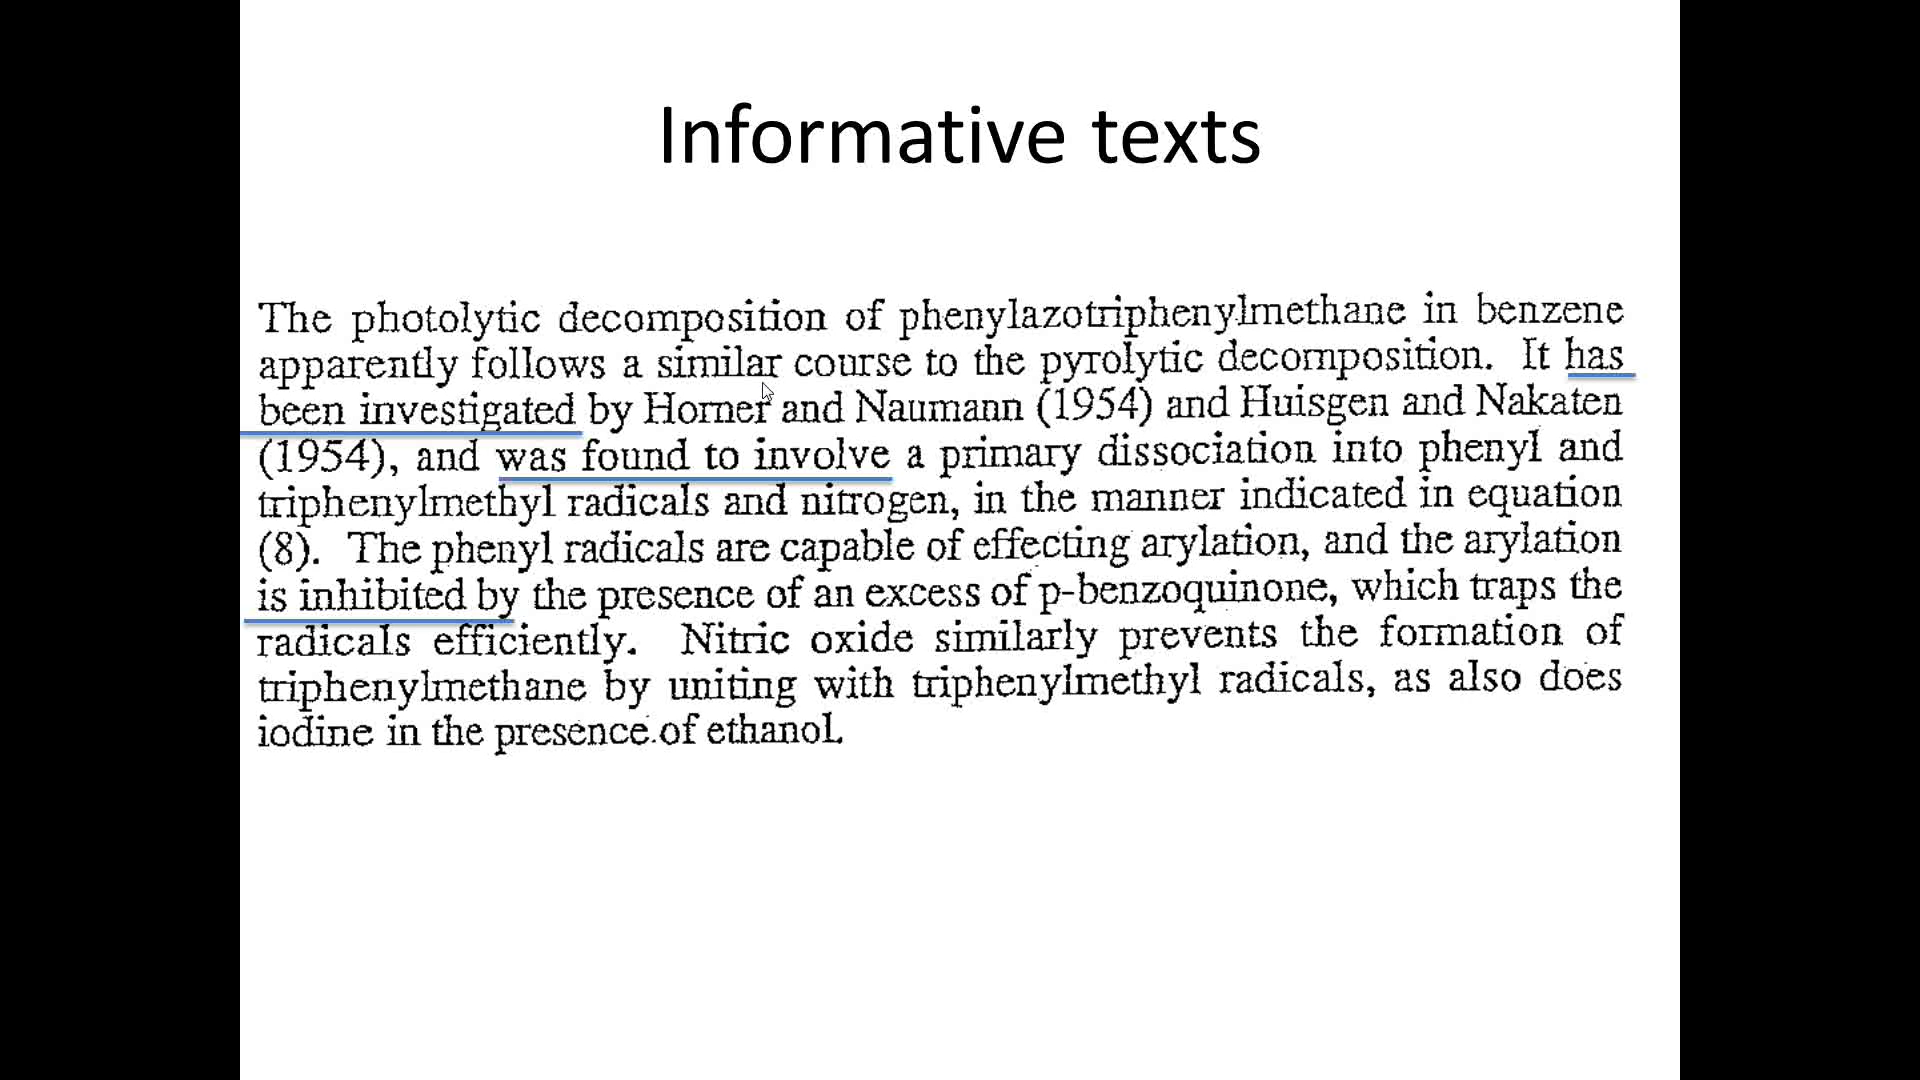 Informative texts
The photolytic decomposition of phenylazotriphenylmethane in benzene
apparently follows a similar course to the pyrolytic decomposition. It has
been investigated by Horner and Naumann (1954) and Huisgen and Nakaten
(1954), and was found to involve a primary dissociation into phenyl and
triphenylmethyl radicals and nitrogen, in the manner indicated in equation
(8). The phenyl radicals are capable of effecting arylation, and the arylation
is inhibited by the presence of an excess of p-benzoquinone, which traps the
radicals efficiently. Nitric oxide similarly prevents the formation of
triphenylmethane by uniting with triphenylmethyl radicals, as also does
iodine in the presence of ethanol.